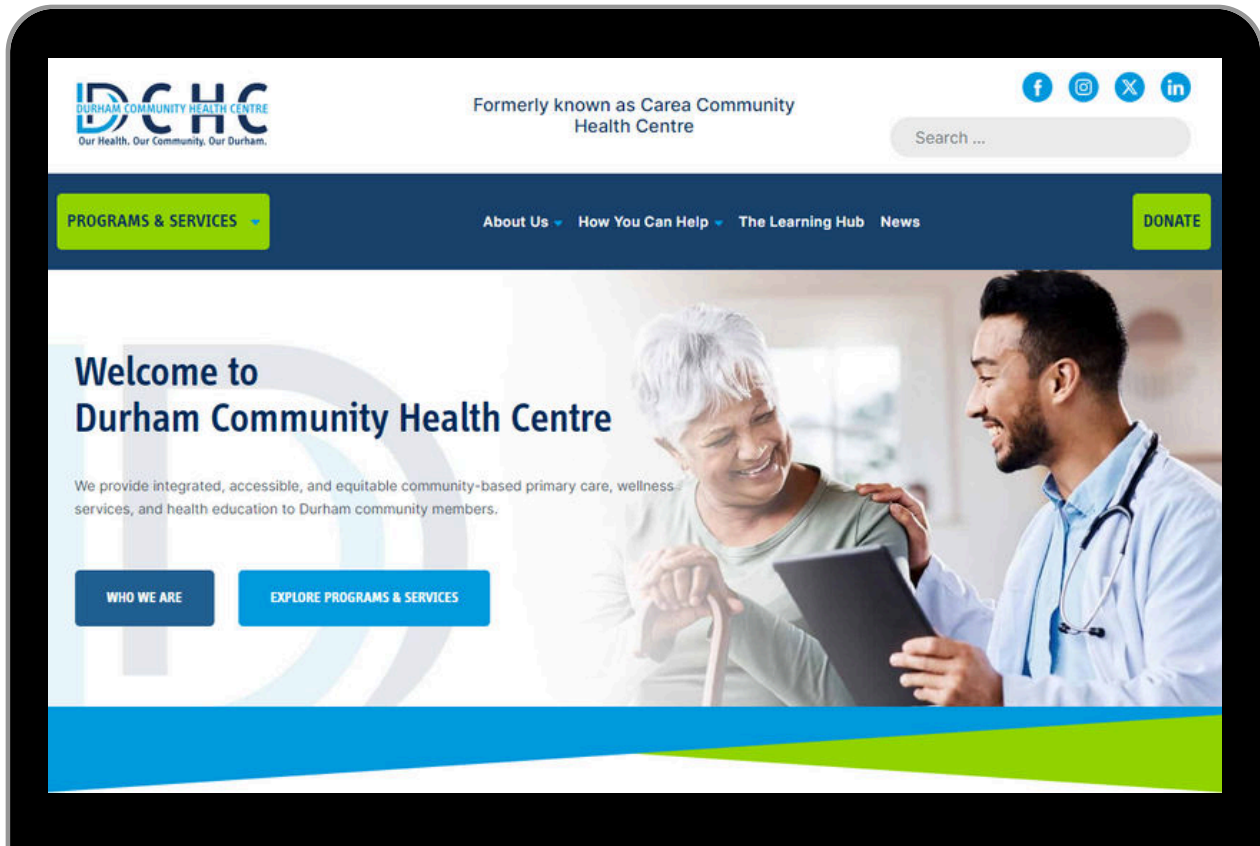 DCHC
DURHAM COMMUNITY HEALTH CENTRE
Our Health. Our Community. Our Durham.
Formerly known as Carea Community
Health Centre
Search ...
PROGRAMS & SERVICES
About Us
How You Can Help
The Learning Hub
News
DONATE
Welcome to
Durham Community Health Centre
We provide integrated, accessible, and equitable community-based primary care, wellness
services, and health education to Durham community members.
WHO WE ARE
EXPLORE PROGRAMS & SERVICES